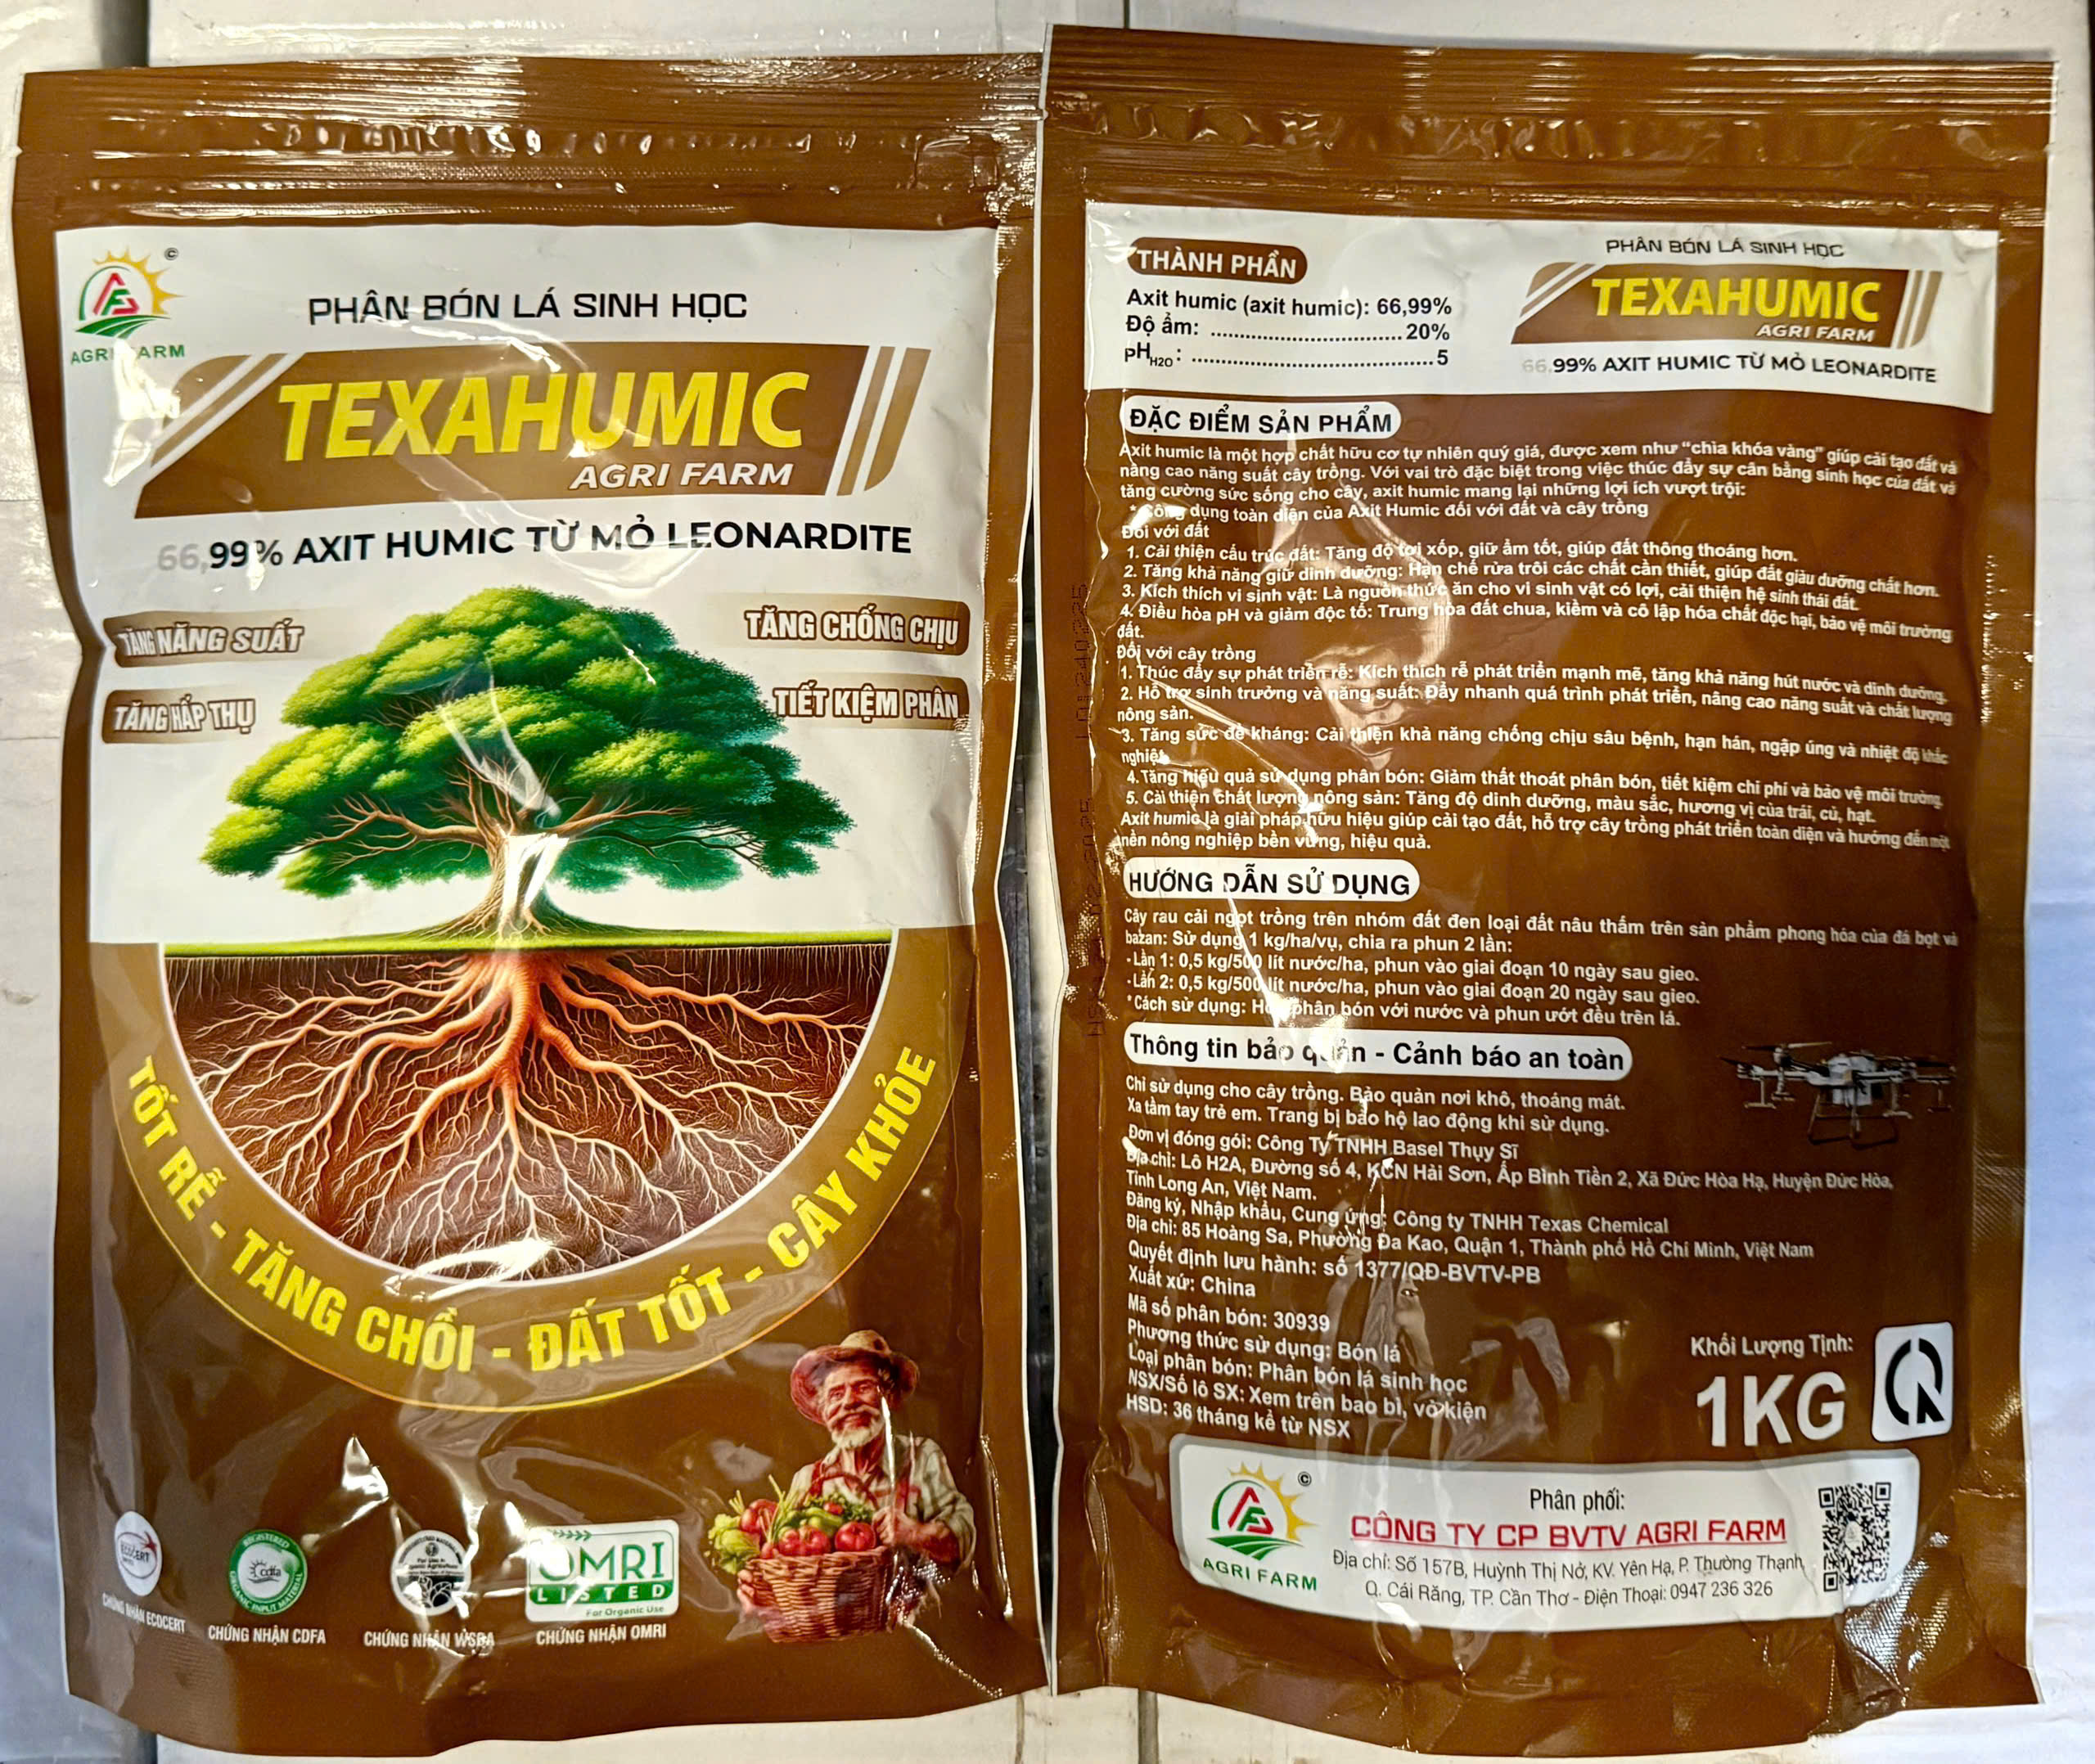 ©
AGRI FARM
PHÂN BÓN LÁ SINH HỌC
TEXAHUMIC
AGRI FARM
66,99% AXIT HUMIC TỪ MỎ LEONARDITE
TĂNG NĂNG SUẤT
TĂNG CHỐNG CHỊU
TĂNG HẤP THỤ
TIẾT KIỆM PHÂN
TỐT RỄ - TĂNG CHỒI - ĐẤT TỐT - CÂY KHỎE
ECOCERT
CHỨNG NHẬN ECOCERT
REGISTERED
cdfa
ORGANIC INPUT MATERIAL
CHỨNG NHẬN CDFA
CHỨNG NHẬN WSDA
OMRI
LISTED
For Organic Use
CHỨNG NHẬN OMRI
THÀNH PHẦN
Axit humic (axit humic): 66,99%
Độ ẩm: .............................. 20%
pHH2O: ...................................... 5
PHÂN BÓN LÁ SINH HỌC
TEXAHUMIC
AGRI FARM
66.99% AXIT HUMIC TỪ MỎ LEONARDITE
ĐẶC ĐIỂM SẢN PHẨM
Axit humic là một hợp chất hữu cơ tự nhiên quý giá, được xem như "chìa khóa vàng" giúp cải tạo đất và
nâng cao năng suất cây trồng. Với vai trò đặc biệt trong việc thúc đẩy sự cân bằng sinh học của đất và
tăng cường sức sống cho cây, axit humic mang lại những lợi ích vượt trội:
* Công dụng toàn diện của Axit Humic đối với đất và cây trồng
Đối với đất
1. Cải thiện cấu trúc đất: Tăng độ tơi xốp, giữ ẩm tốt, giúp đất thông thoáng hơn.
2. Tăng khả năng giữ dinh dưỡng: Hạn chế rửa trôi các chất cần thiết, giúp đất giàu dưỡng chất hơn.
3. Kích thích vi sinh vật: Là nguồn thức ăn cho vi sinh vật có lợi, cải thiện hệ sinh thái đất.
4. Điều hòa pH và giảm độc tố: Trung hòa đất chua, kiềm và cô lập hóa chất độc hại, bảo vệ môi trường
đất.
Đối với cây trồng
1. Thúc đẩy sự phát triển rễ: Kích thích rễ phát triển mạnh mẽ, tăng khả năng hút nước và dinh dưỡng.
2. Hỗ trợ sinh trưởng và năng suất: Đẩy nhanh quá trình phát triển, nâng cao năng suất và chất lượng
nông sản.
3. Tăng sức đề kháng: Cải thiện khả năng chống chịu sâu bệnh, hạn hán, ngập úng và nhiệt độ khắc
nghiệt.
4. Tăng hiệu quả sử dụng phân bón: Giảm thất thoát phân bón, tiết kiệm chi phí và bảo vệ môi trường.
5. Cải thiện chất lượng nông sản: Tăng độ dinh dưỡng, màu sắc, hương vị của trái, củ, hạt.
Axit humic là giải pháp hữu hiệu giúp cải tạo đất, hỗ trợ cây trồng phát triển toàn diện và hướng đến một
nền nông nghiệp bền vững, hiệu quả.
HƯỚNG DẪN SỬ DỤNG
Cây rau cải ngọt trồng trên nhóm đất đen loại đất nâu thẫm trên sản phẩm phong hóa của đá bọt và
bazan: Sử dụng 1 kg/ha/vụ, chia ra phun 2 lần:
- Lần 1: 0,5 kg/500 lít nước/ha, phun vào giai đoạn 10 ngày sau gieo.
- Lần 2: 0,5 kg/500 lít nước/ha, phun vào giai đoạn 20 ngày sau gieo.
* Cách sử dụng: Hòa phân bón với nước và phun ướt đều trên lá.
Thông tin bảo quản - Cảnh báo an toàn
Chỉ sử dụng cho cây trồng. Bảo quản nơi khô, thoáng mát.
Xa tầm tay trẻ em. Trang bị bảo hộ lao động khi sử dụng.
Đơn vị đóng gói: Công Ty TNHH Basel Thụy Sĩ
Địa chỉ: Lô H2A, Đường số 4, KCN Hải Sơn, Ấp Bình Tiền 2, Xã Đức Hòa Hạ, Huyện Đức Hòa,
Tỉnh Long An, Việt Nam.
Đăng ký, Nhập khẩu, Cung ứng: Công ty TNHH Texas Chemical
Địa chỉ: 85 Hoàng Sa, Phường Đa Kao, Quận 1, Thành phố Hồ Chí Minh, Việt Nam
Quyết định lưu hành: số 1377/QĐ-BVTV-PB
Xuất xứ: China
Mã số phân bón: 30939
Phương thức sử dụng: Bón lá
Loại phân bón: Phân bón lá sinh học
NSX/Số lô SX: Xem trên bao bì, vỏ kiện
HSD: 36 tháng kể từ NSX
Khối Lượng Tịnh:
1KG
©
AGRI FARM
Phân phối:
CÔNG TY CP BVTV AGRI FARM
Địa chỉ: Số 157B, Huỳnh Thị Nở, KV. Yên Hạ, P. Thường Thạnh,
Q. Cái Răng, TP. Cần Thơ - Điện Thoại: 0947 236 326